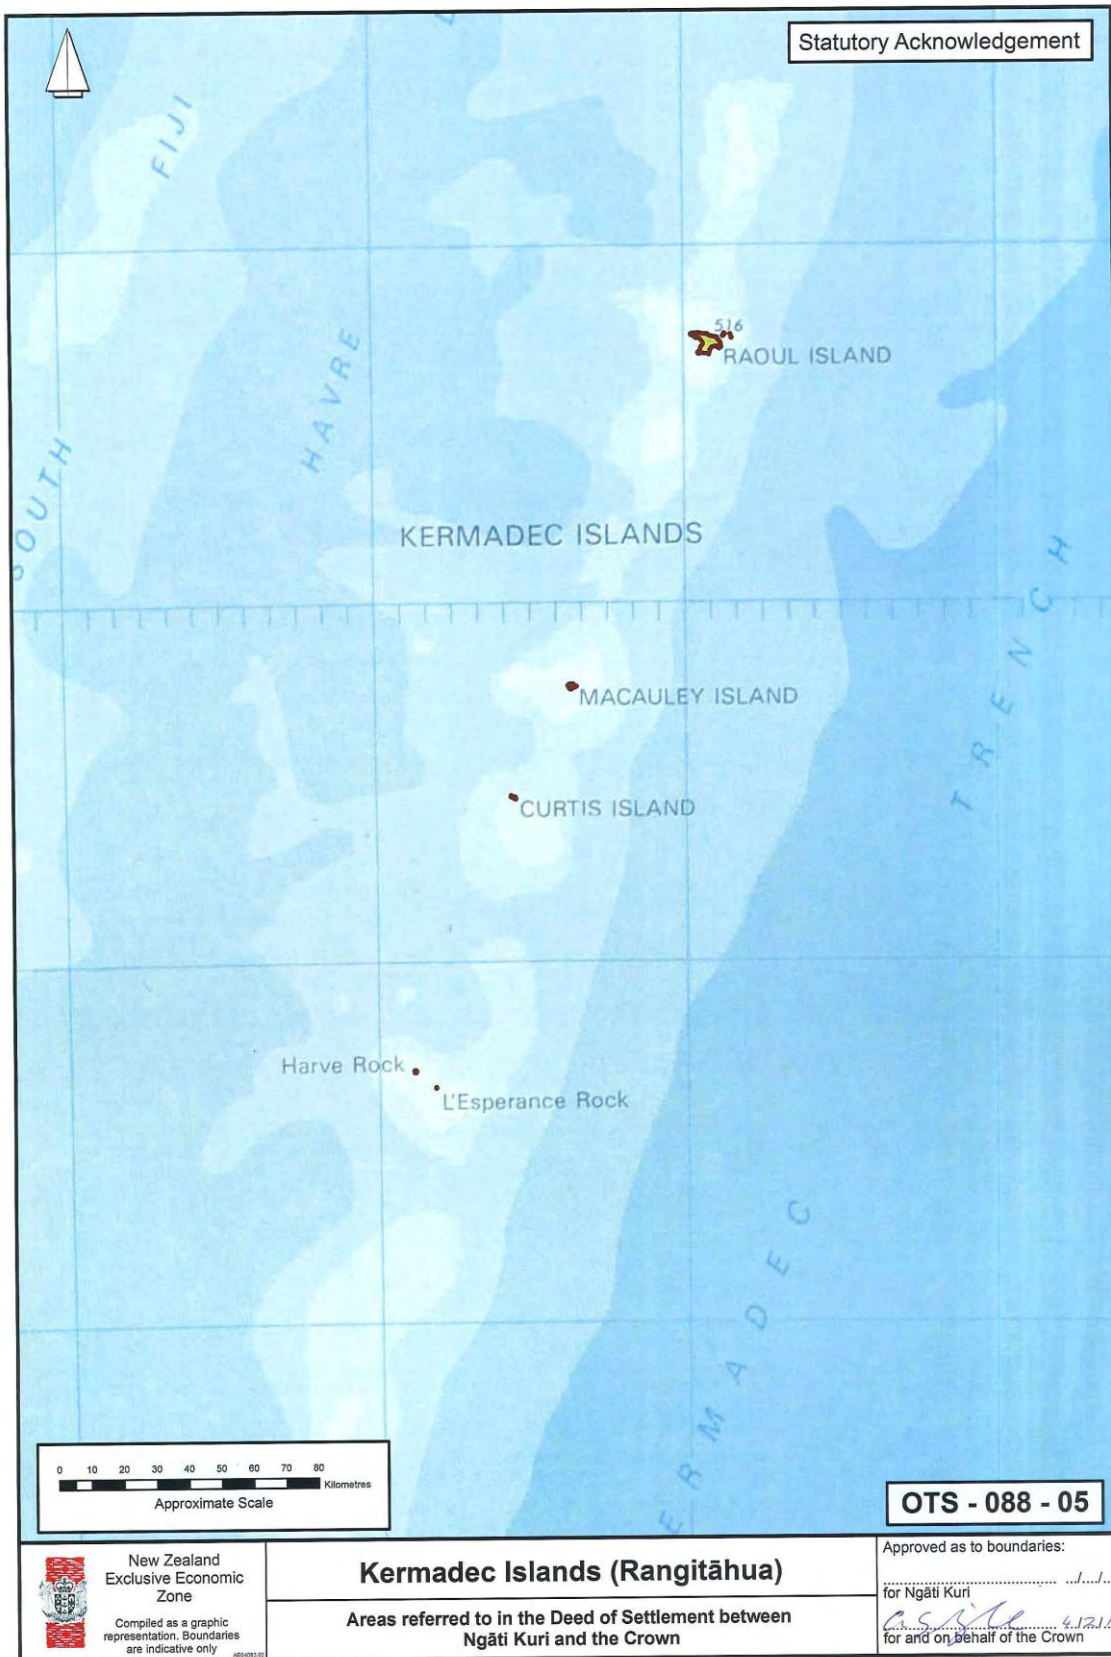 Statutory Acknowledgement
FIJI
516
RAOUL ISLAND
HAVRE
SOUTH
KERMADEC ISLANDS
TRENCH
MACAULEY ISLAND
CURTIS ISLAND
Harve Rock
L'Esperance Rock
ERMADEC
0 10 20 30 40 50 60 70 80
Kilometres
Approximate Scale
OTS - 088 - 05
New Zealand
Exclusive Economic
Zone
Compiled as a graphic
representation. Boundaries
are indicative only
Kermadec Islands (Rangitāhua)
Areas referred to in the Deed of Settlement between
Ngāti Kuri and the Crown
Approved as to boundaries:
for Ngāti Kuri
for and on behalf of the Crown